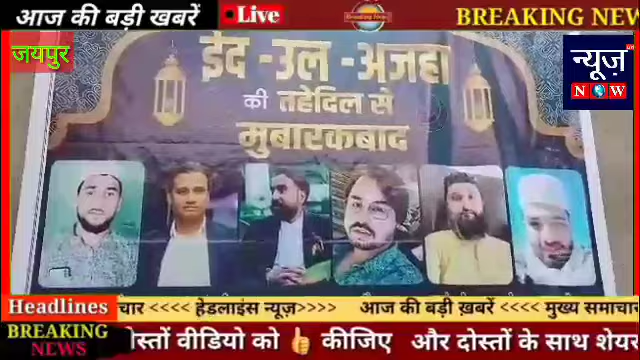 आज की बड़ी खबरें
Live
BREAKING NEW
जयपुर
न्यूज़
NOW
ईद -उल -अज़हा
की तहेदिल से
मुबारकबाद
Headlines
चार <<<< हेडलाइंस न्यूज़>>>> आज की बड़ी ख़बरें <<<< मुख्य समाचार
BREAKING
NEWS
ोस्तों वीडियो को 👍 कीजिए और दोस्तों के साथ शेयर